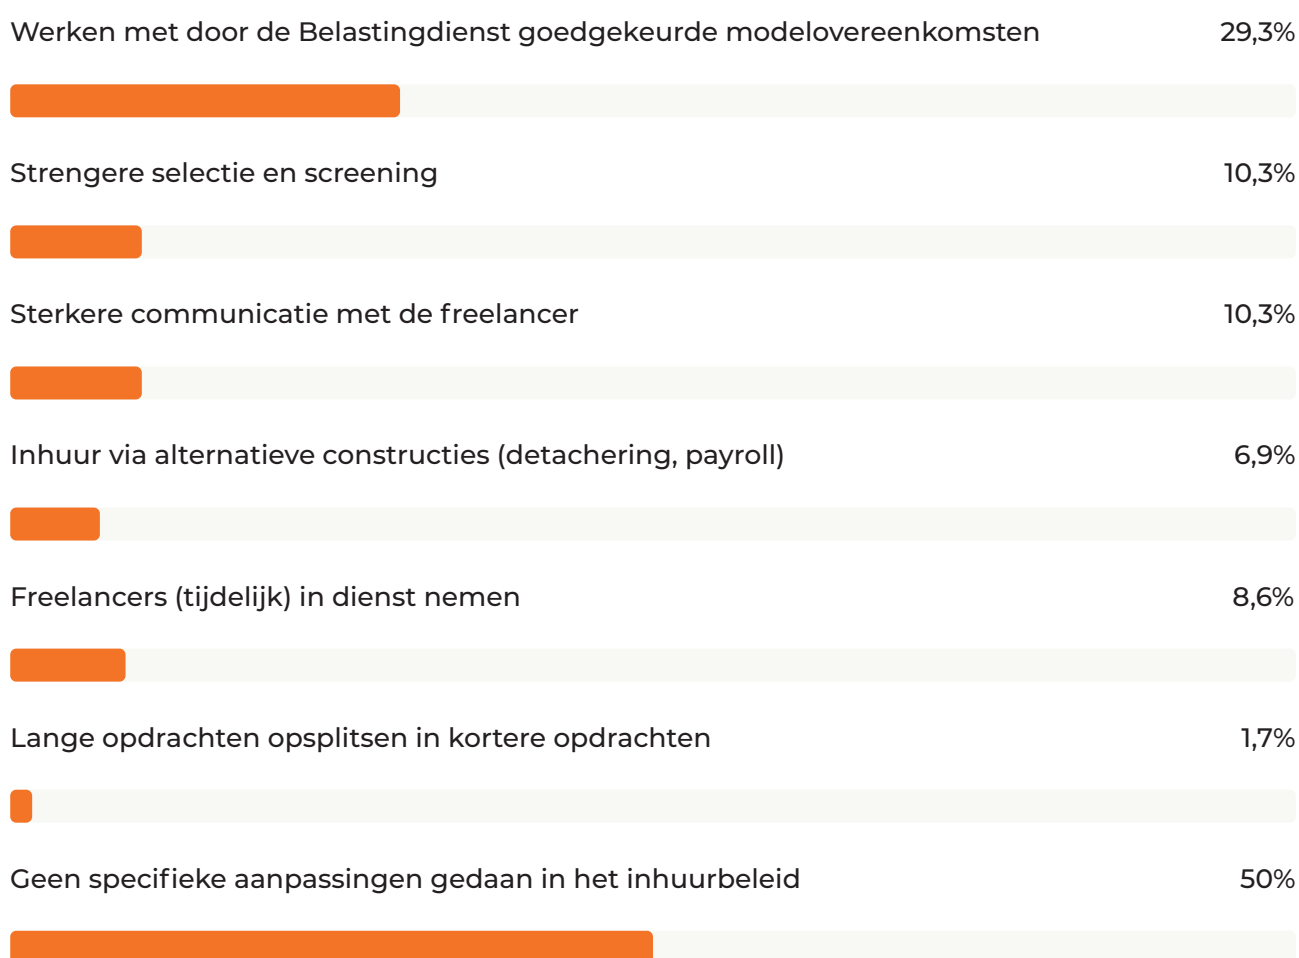 Werken met door de Belastingdienst goedgekeurde modelovereenkomsten 29,3%
Strengere selectie en screening 10,3%
Sterkere communicatie met de freelancer 10,3%
Inhuur via alternatieve constructies (detachering, payroll) 6,9%
Freelancers (tijdelijk) in dienst nemen 8,6%
Lange opdrachten opsplitsen in kortere opdrachten 1,7%
Geen specifieke aanpassingen gedaan in het inhuurbeleid 50%